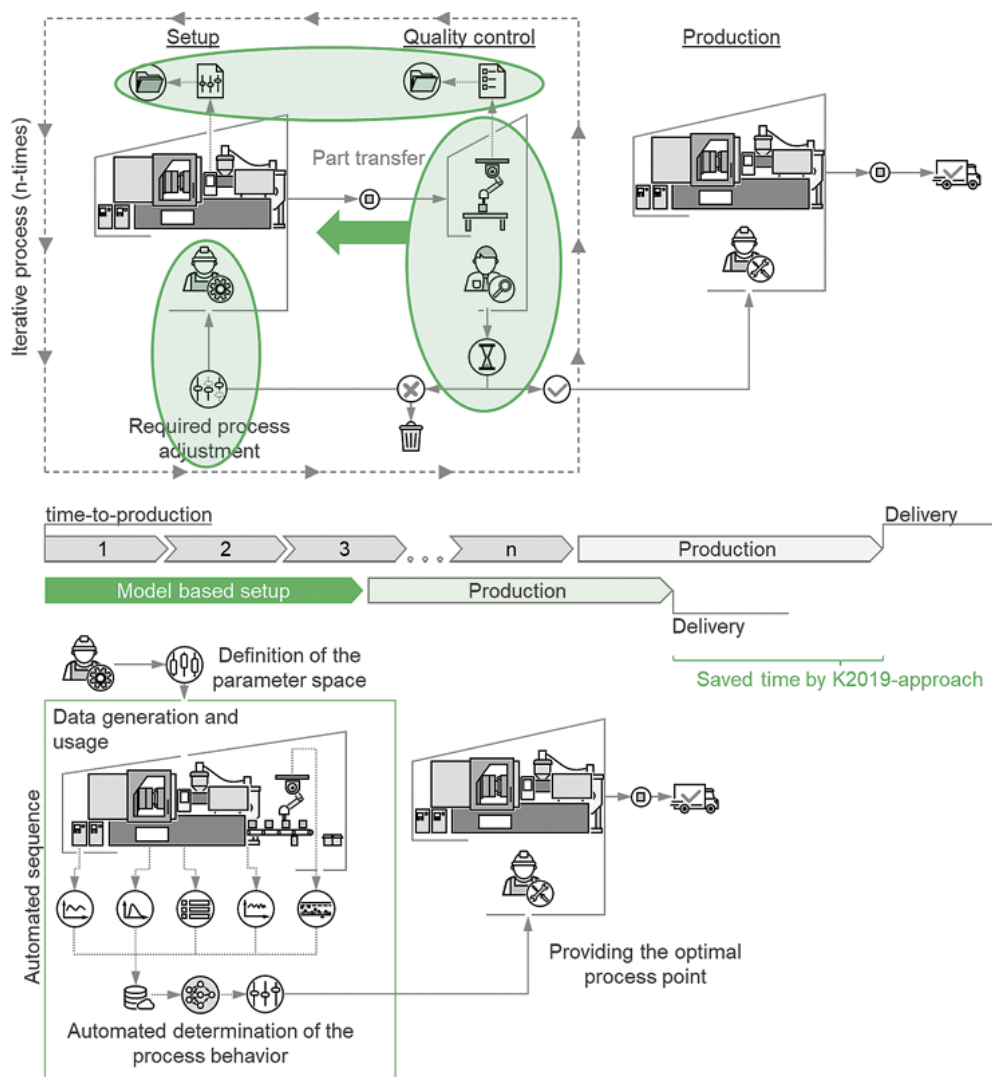 Setup
Quality control
Production
Iterative process (n-times)
Part transfer
Required process
adjustment
time-to-production
Delivery
1
2
3
...
n
Production
Model based setup
Production
Delivery
Saved time by K2019-approach
Definition of the
parameter space
Automated sequence
Data generation and
usage
Providing the optimal
process point
Automated determination of the
process behavior